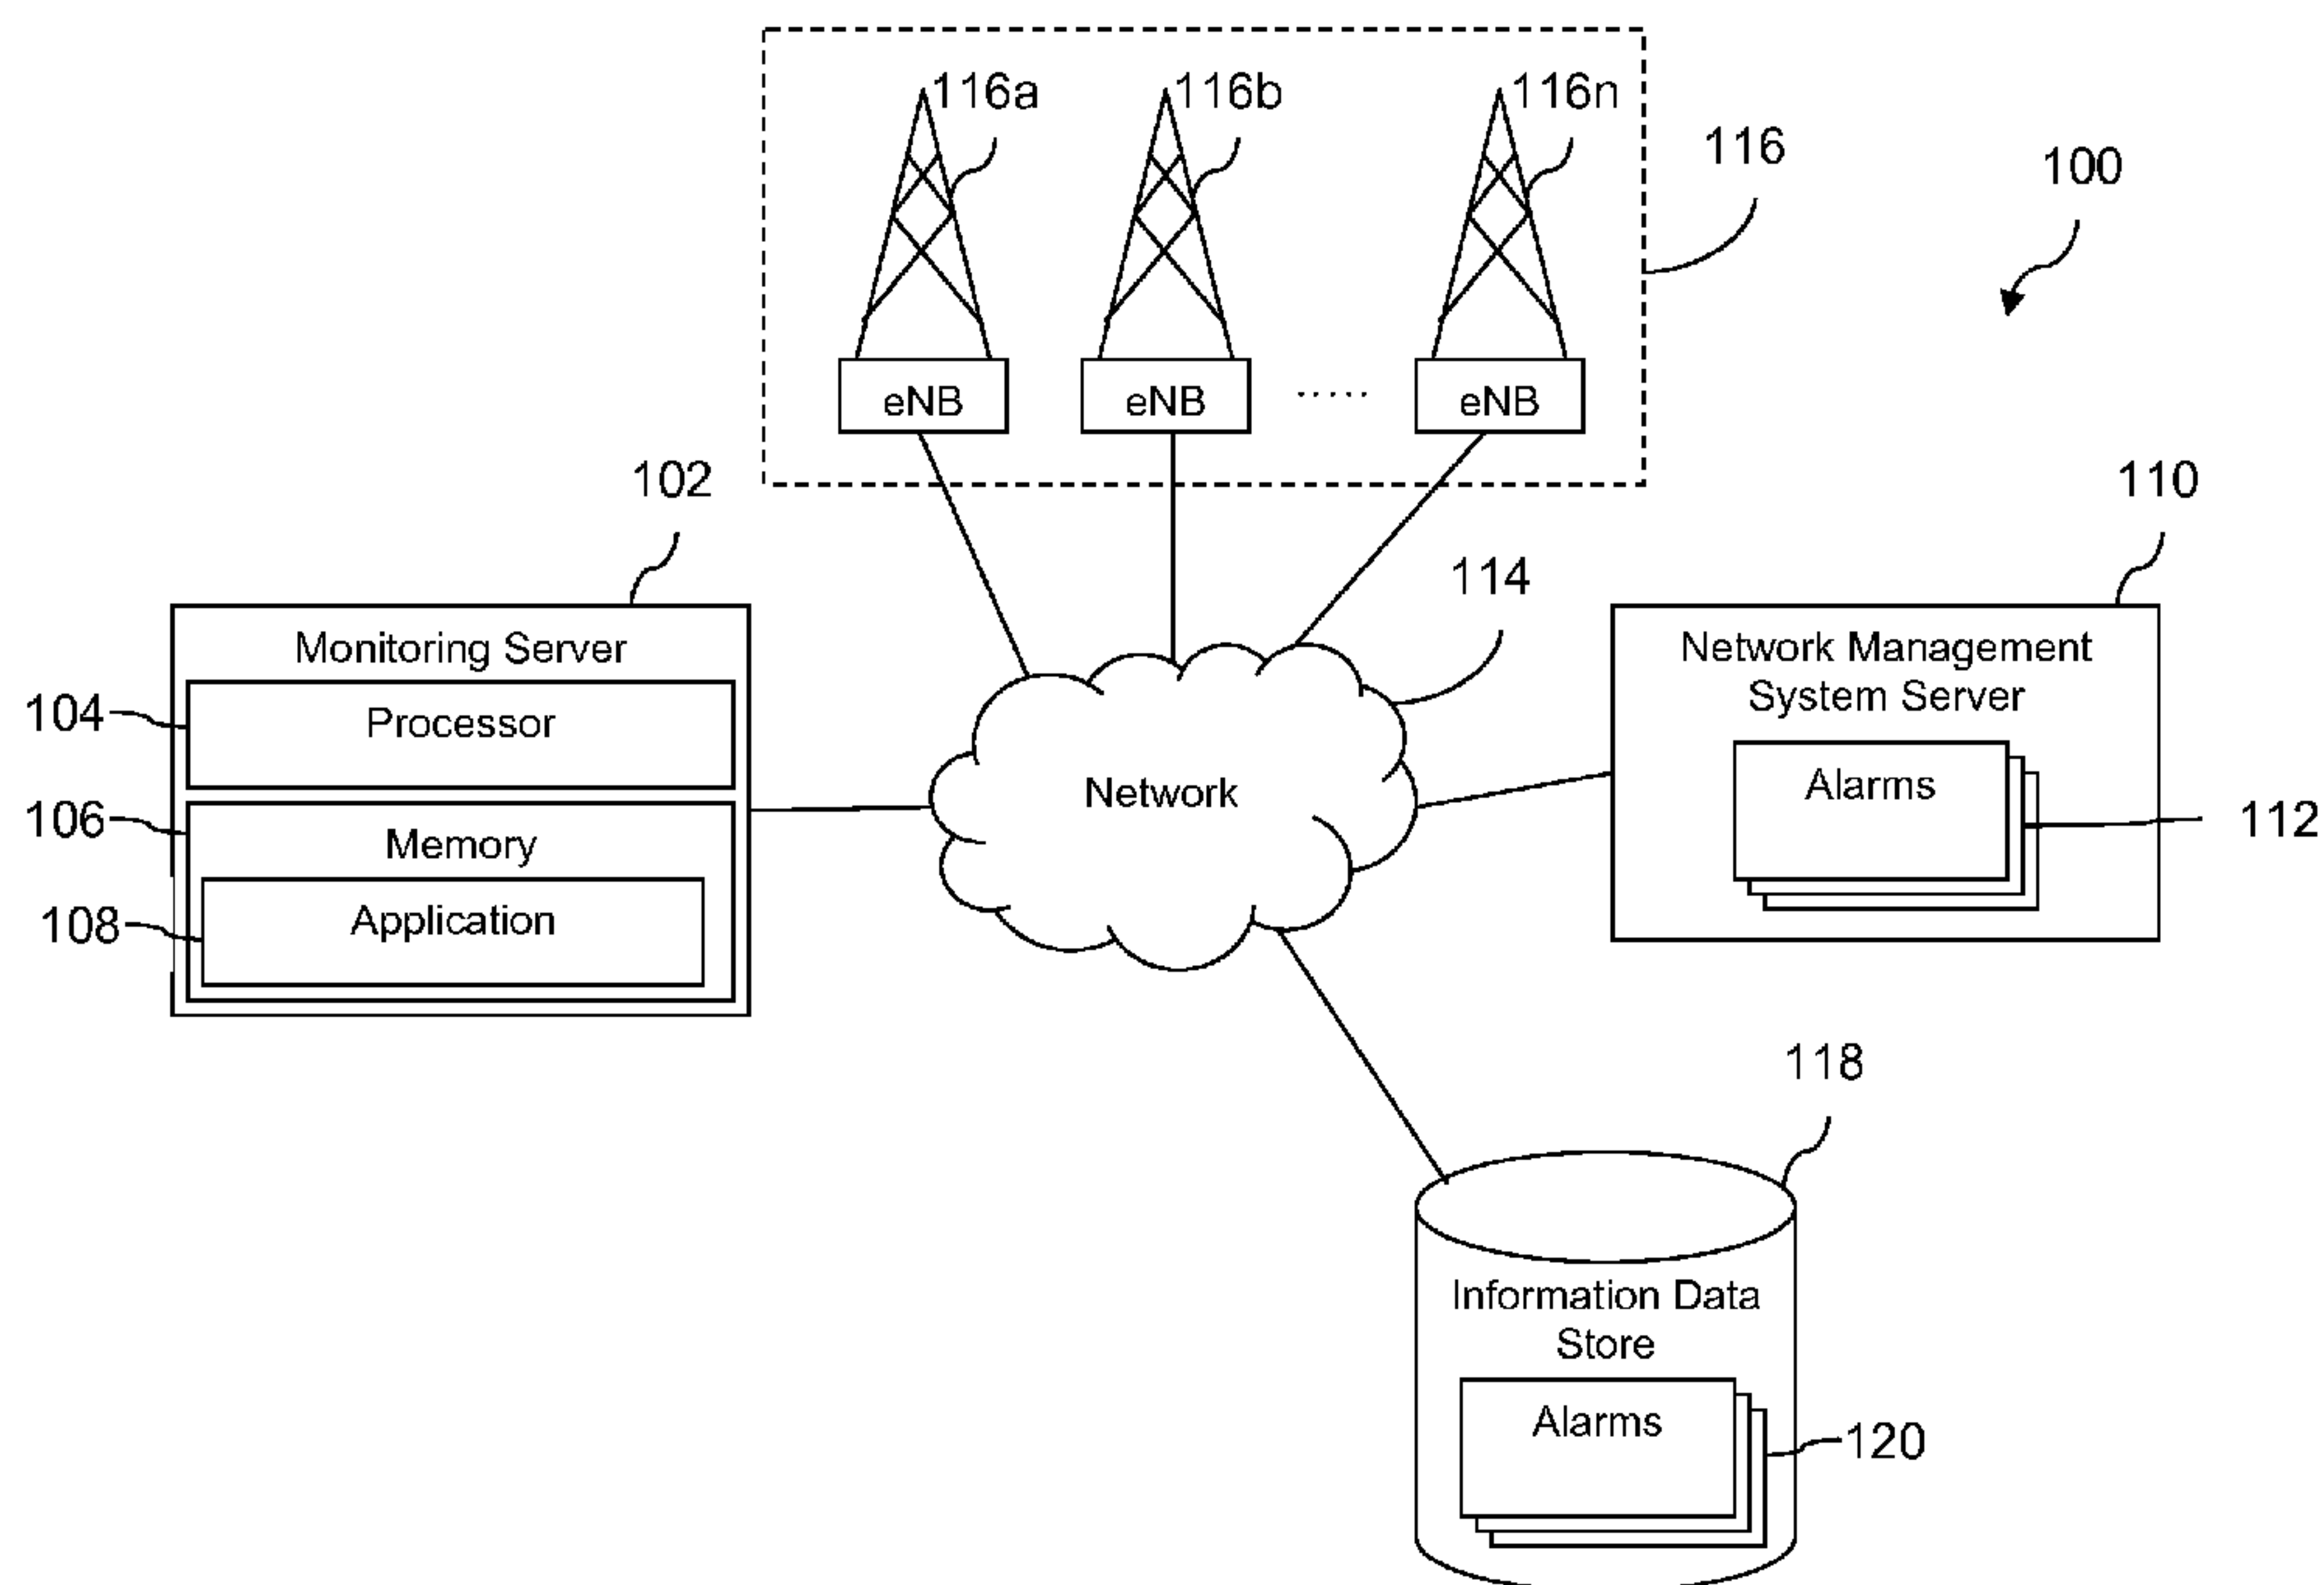 116a
116b
116n
116
100
eNB
eNB
.....
eNB
102
110
114
Monitoring Server
Network Management
System Server
104
Processor
Alarms
Network
106
Memory
112
108
Application
118
Information Data
Store
Alarms
120